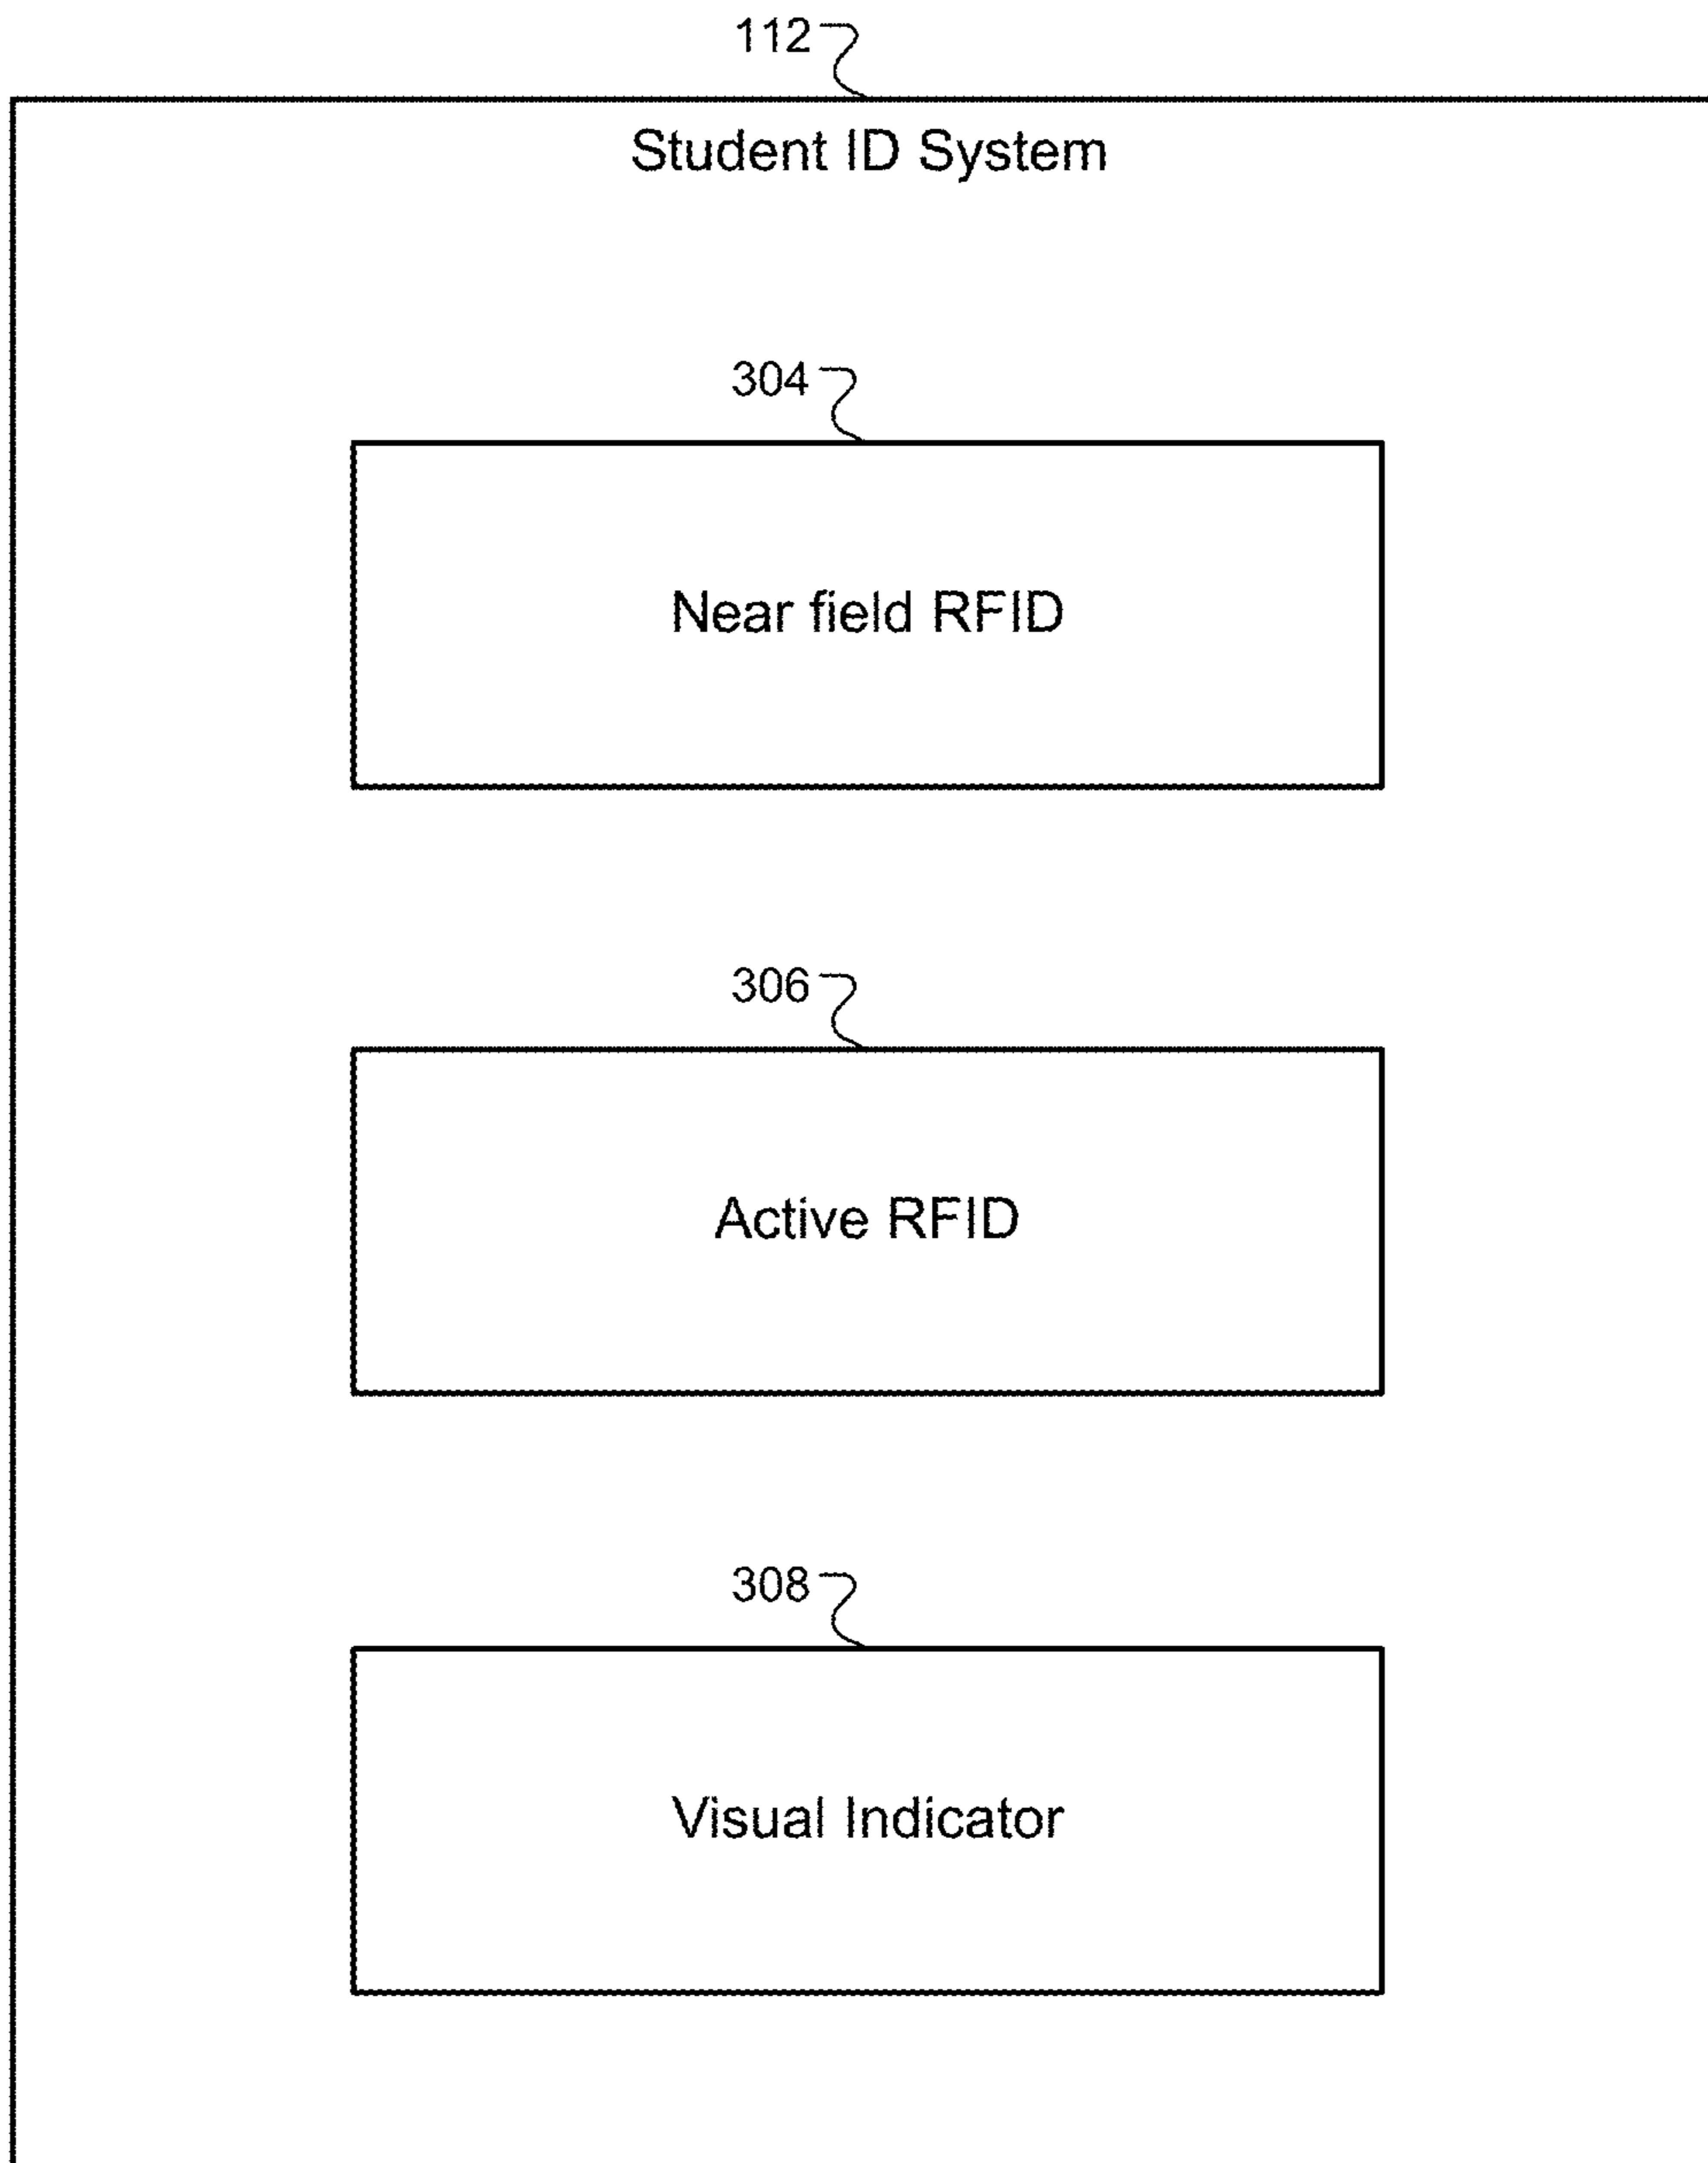 112
Student ID System
304
Near field RFID
306
Active RFID
308
Visual Indicator